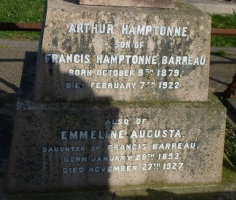 ARTHUR HAMPTONNE
SON OF
FRANCIS HAMPTONNE BARREAU
BORN OCTOBER 8TH 1879,
DIED FEBRUARY 7TH 1922
ALSO OF
EMMELINE AUGUSTA
DAUGHTER OF FRANCIS BARREAU,
BORN JANUARY 28TH 1853,
DIED NOVEMBER 27TH 1927